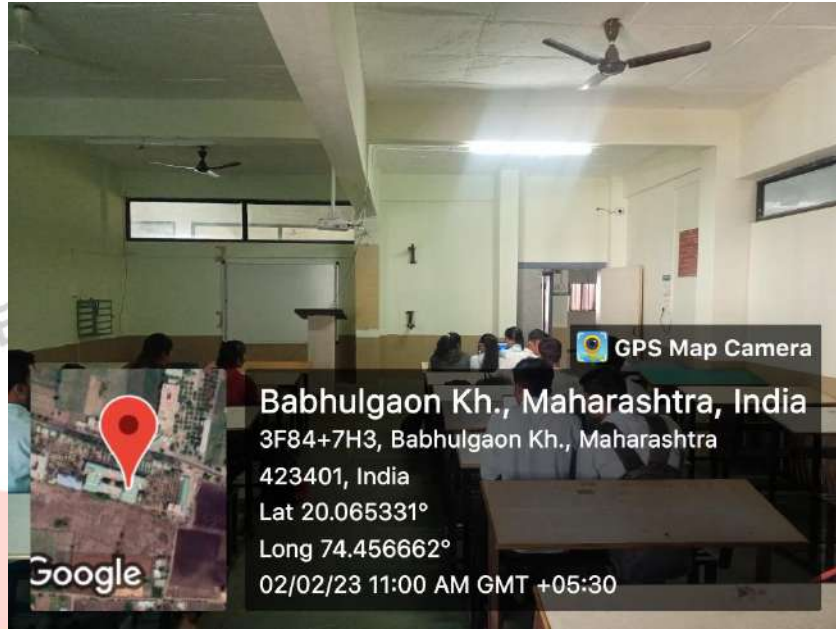 GPS Map Camera
Babhulgaon Kh., Maharashtra, India
3F84+7H3, Babhulgaon Kh., Maharashtra
423401, India
Lat 20.065331°
Long 74.456662°
02/02/23 11:00 AM GMT +05:30
Google